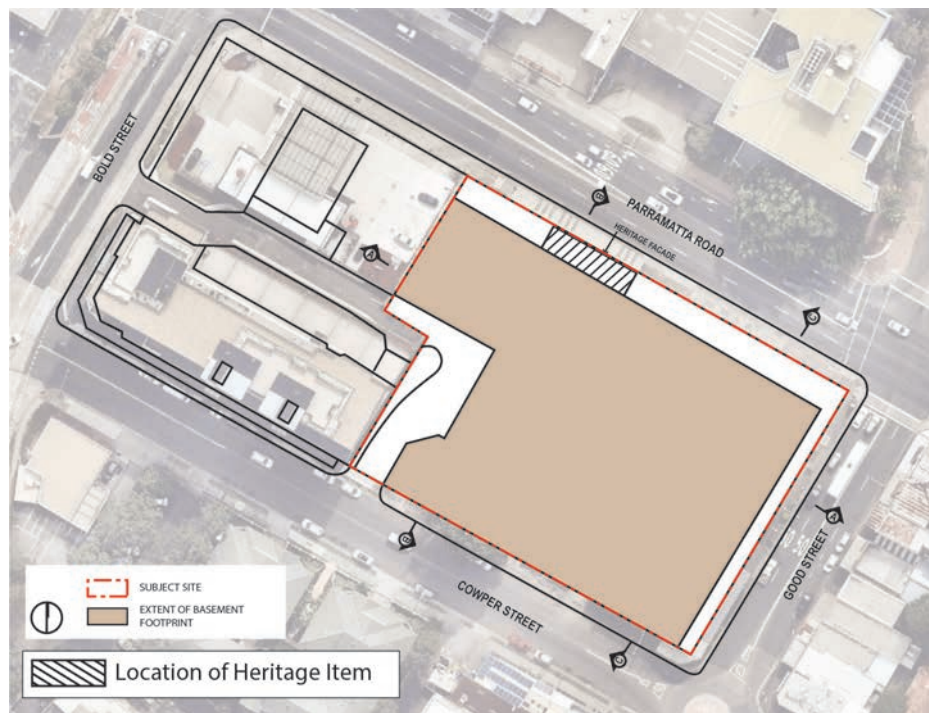 BOLD STREET
PARRAMATTA ROAD
HERITAGE FACADE
B
A
C
A
GOOD STREET
B
COWPER STREET
C
SUBJECT SITE
EXTENT OF BASEMENT
FOOTPRINT
Location of Heritage Item